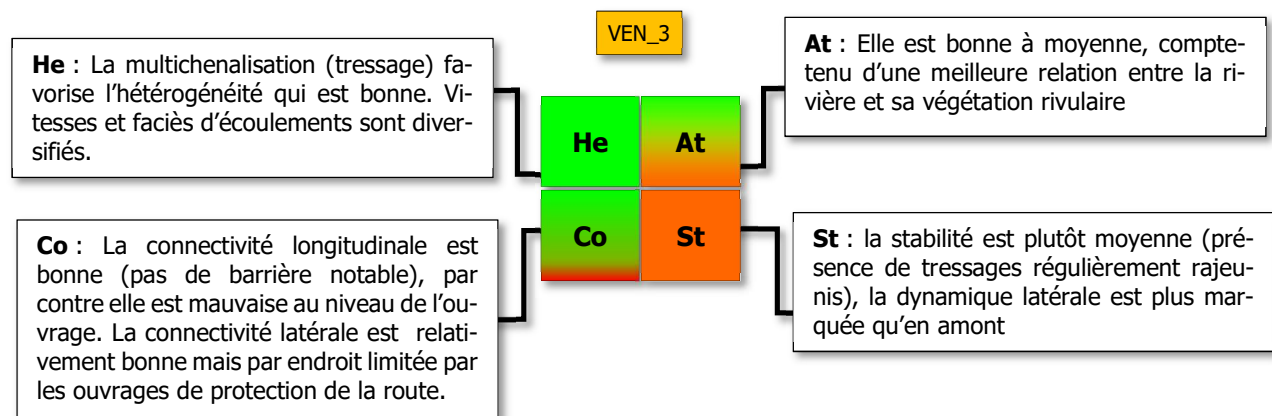 VEN_3
He : La multichenalisation (tressage) fa-
vorise l'hétérogénéité qui est bonne. Vi-
tesses et faciès d'écoulements sont diver-
sifiés.
At : Elle est bonne à moyenne, compte-
tenu d'une meilleure relation entre la ri-
vière et sa végétation rivulaire
He
At
Co
St
Co : La connectivité longitudinale est
bonne (pas de barrière notable), par
contre elle est mauvaise au niveau de l'ou-
vrage. La connectivité latérale est relati-
vement bonne mais par endroit limitée par
les ouvrages de protection de la route.
St : la stabilité est plutôt moyenne (pré-
sence de tressages régulièrement rajeu-
nis), la dynamique latérale est plus mar-
quée qu'en amont